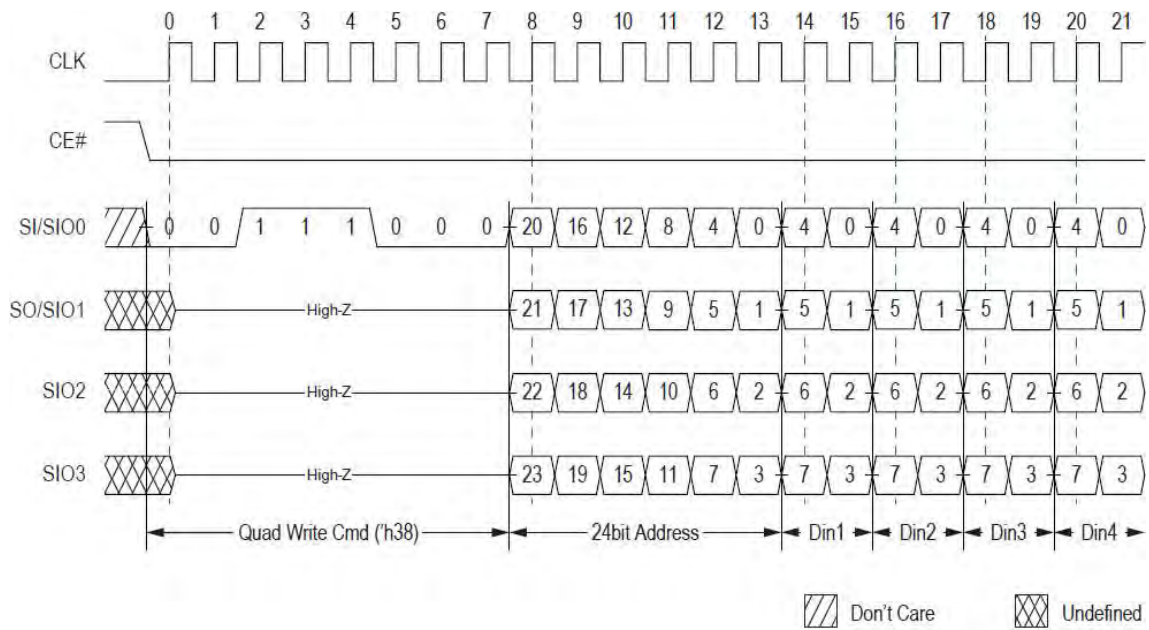 0 1 2 3 4 5 6 7 8 9 10 11 12 13 14 15 16 17 18 19 20 21
CLK
CE#
SI/SIO0 0 0 1 1 1 0 0 0 20 16 12 8 4 0 4 0 4 0 4 0 4 0
SO/SIO1 High-Z 21 17 13 9 5 1 5 1 5 1 5 1 5 1
SIO2 High-Z 22 18 14 10 6 2 6 2 6 2 6 2 6 2
SIO3 High-Z 23 19 15 11 7 3 7 3 7 3 7 3 7 3
Quad Write Cmd ('h38) 24bit Address Din1 Din2 Din3 Din4
Don't Care Undefined